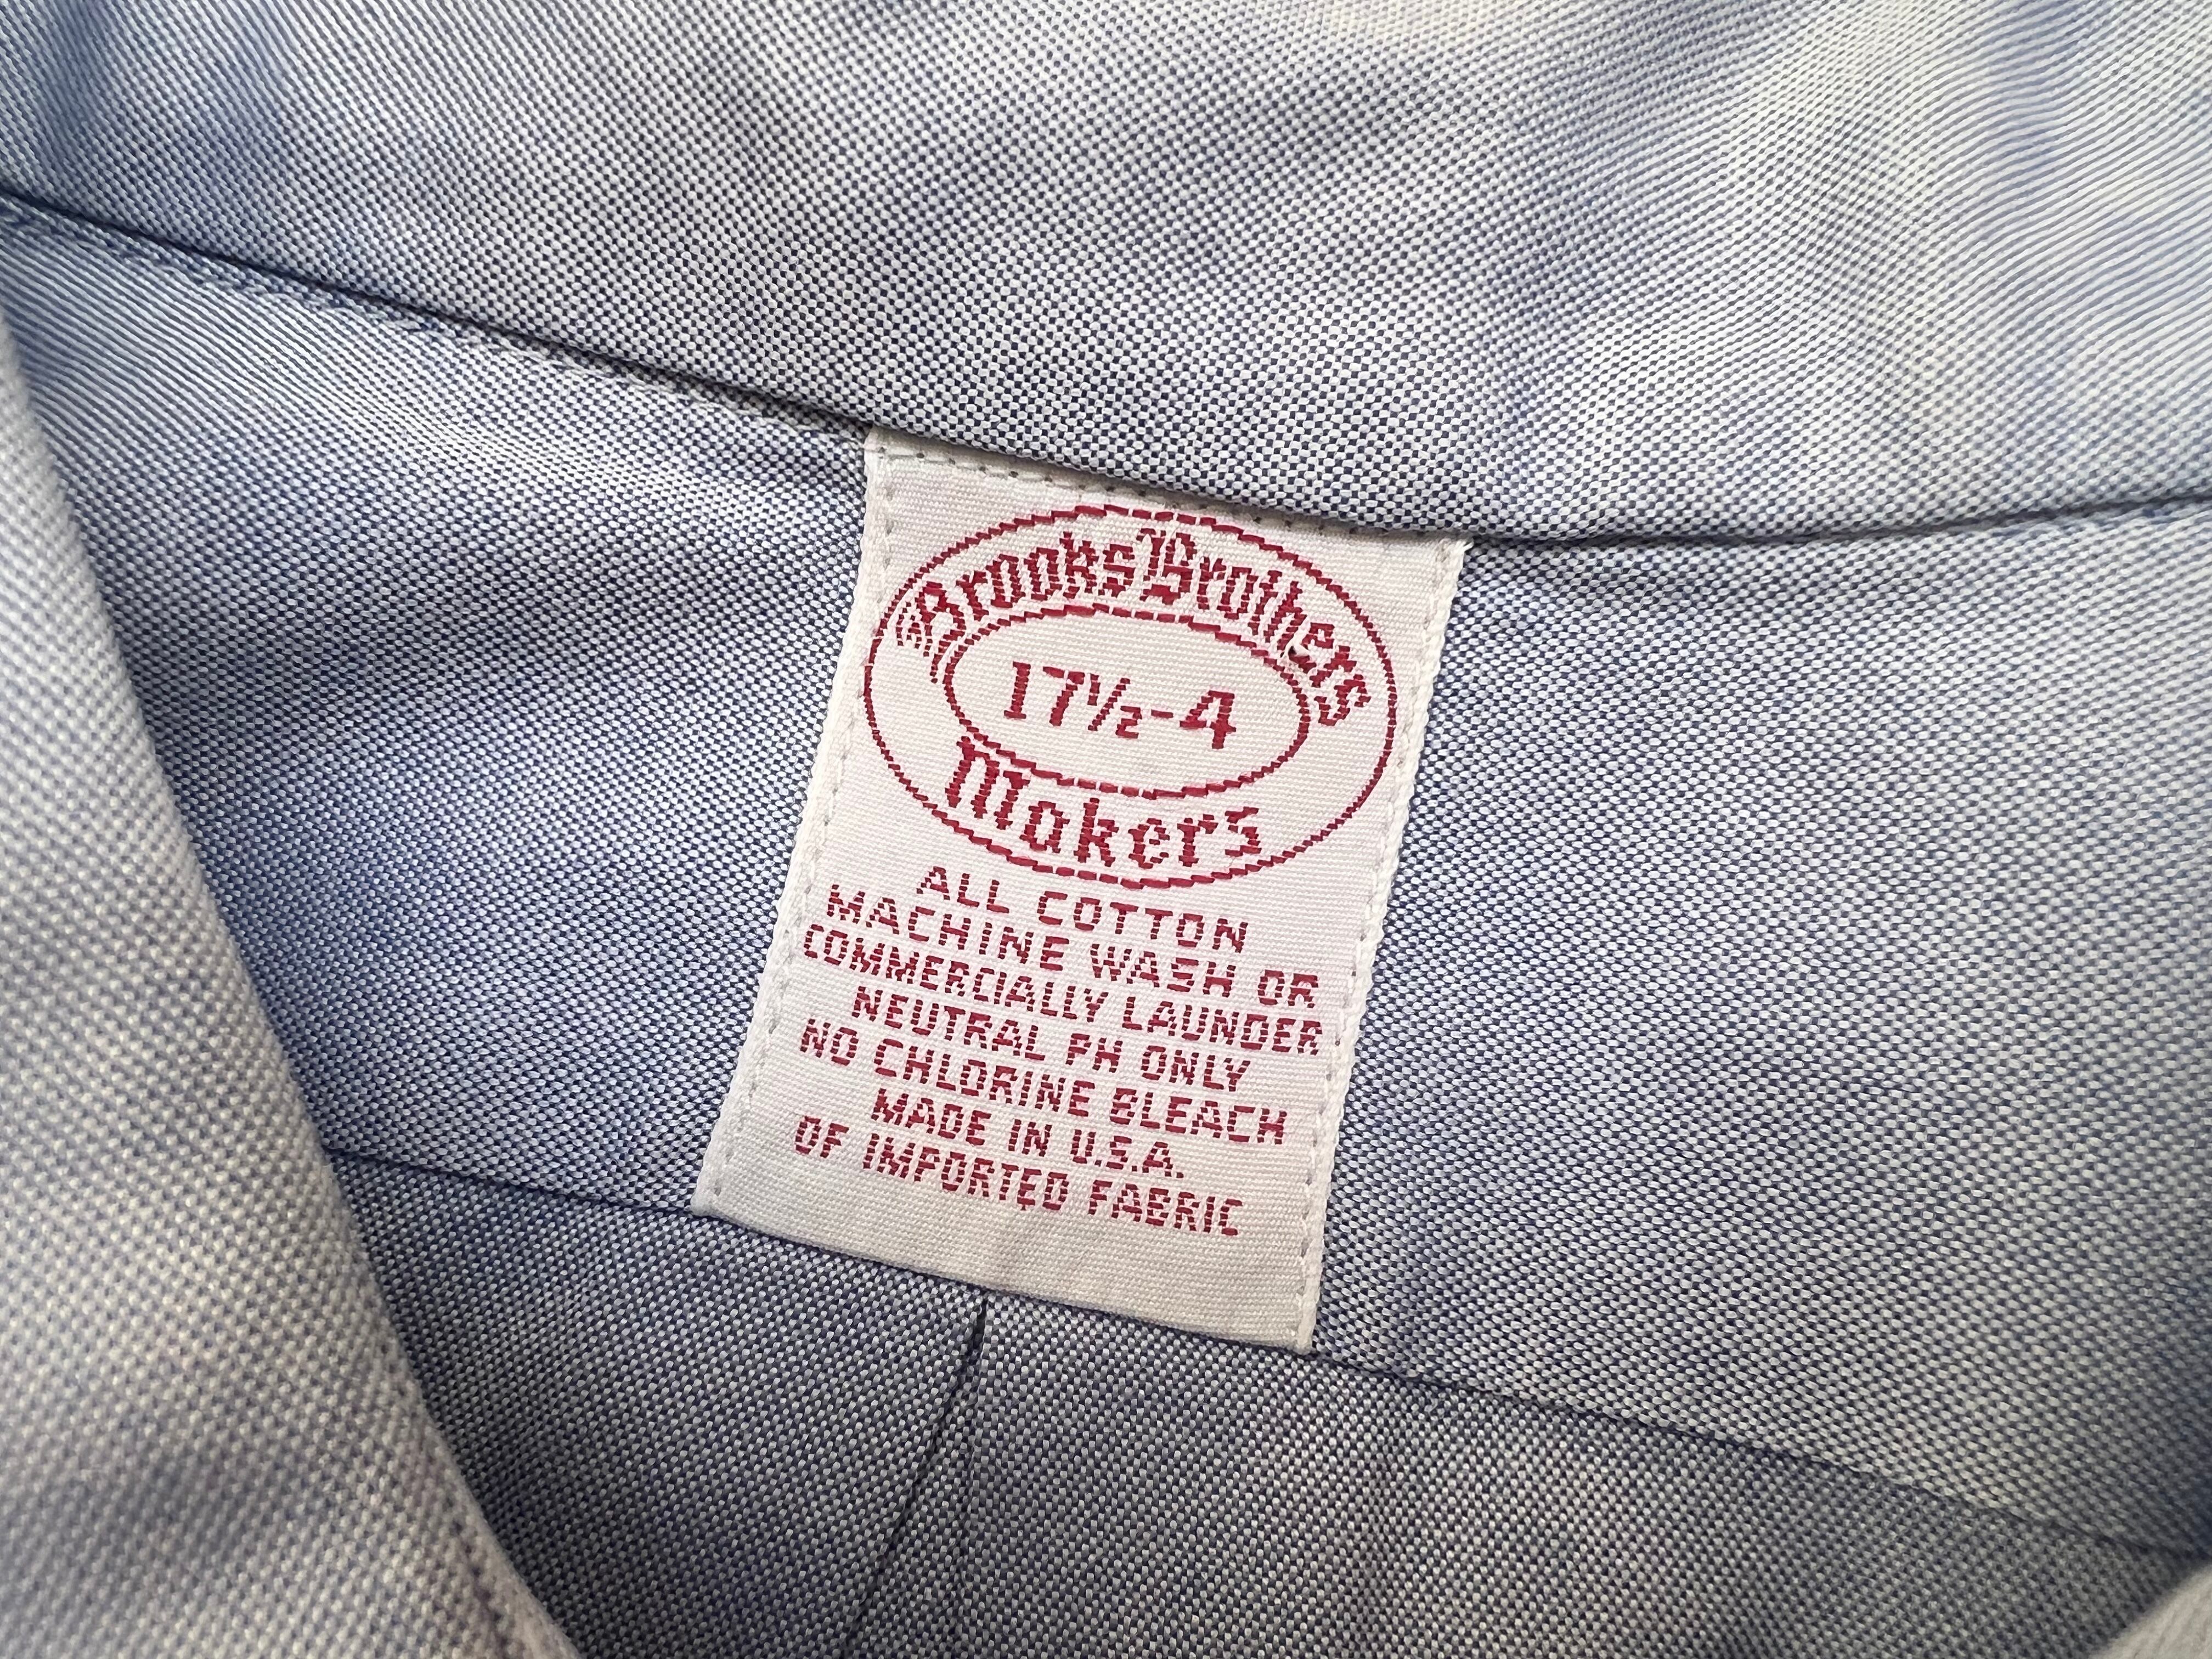 Brooks Brothers
17½-4
Makers
ALL COTTON
MACHINE WASH OR
COMMERCIALLY LAUNDER
NEUTRAL PH ONLY
NO CHLORINE BLEACH
MADE IN U.S.A.
OF IMPORTED FABRIC